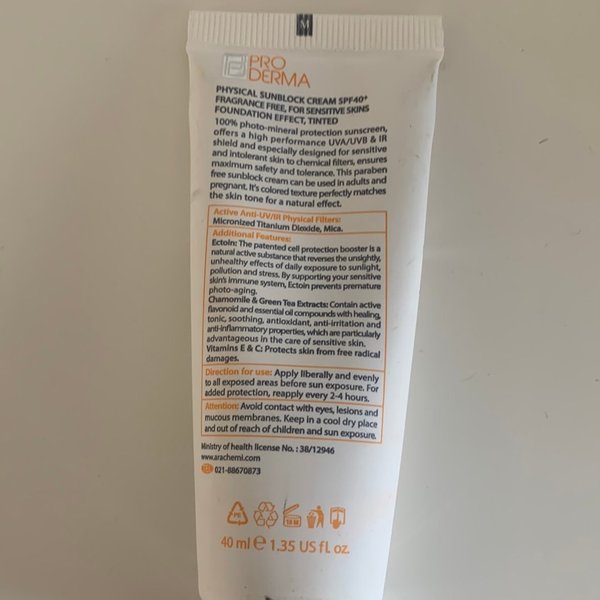 M
PRO
DERMA
PHYSICAL SUNBLOCK CREAM SPF40+
FRAGRANCE FREE, FOR SENSITIVE SKINS
FOUNDATION EFFECT, TINTED
100% photo-mineral protection sunscreen,
offers a high performance UVA/UVB & IR
shield and especially designed for sensitive
and intolerant skin to chemical filters, ensures
maximum safety and tolerance. This paraben
free sunblock cream can be used in adults and
pregnant. It's colored texture perfectly matches
the skin tone for a natural effect.
Active Anti-UV/IR Physical Filters:
Micronized Titanium Dioxide, Mica.
Additional Features:
Ectoin: The patented cell protection booster is a
natural active substance that reverses the unsightly,
unhealthy effects of daily exposure to sunlight,
pollution and stress. By supporting your sensitive
skin's immune system, Ectoin prevents premature
photo-aging.
Chamomile & Green Tea Extracts: Contain active
flavonoid and essential oil compounds with healing,
tonic, soothing, antioxidant, anti-irritation and
anti-inflammatory properties, which are particularly
advantageous in the care of sensitive skin.
Vitamins E & C: Protects skin from free radical
damages.
Direction for use: Apply liberally and evenly
to all exposed areas before sun exposure. For
added protection, reapply every 2-4 hours.
Attention: Avoid contact with eyes, lesions and
mucous membranes. Keep in a cool dry place
and out of reach of children and sun exposure.
Ministry of health license No. : 38/12946
www.arachemi.com
021-88670873
40 ml e 1.35 US fl. oz.